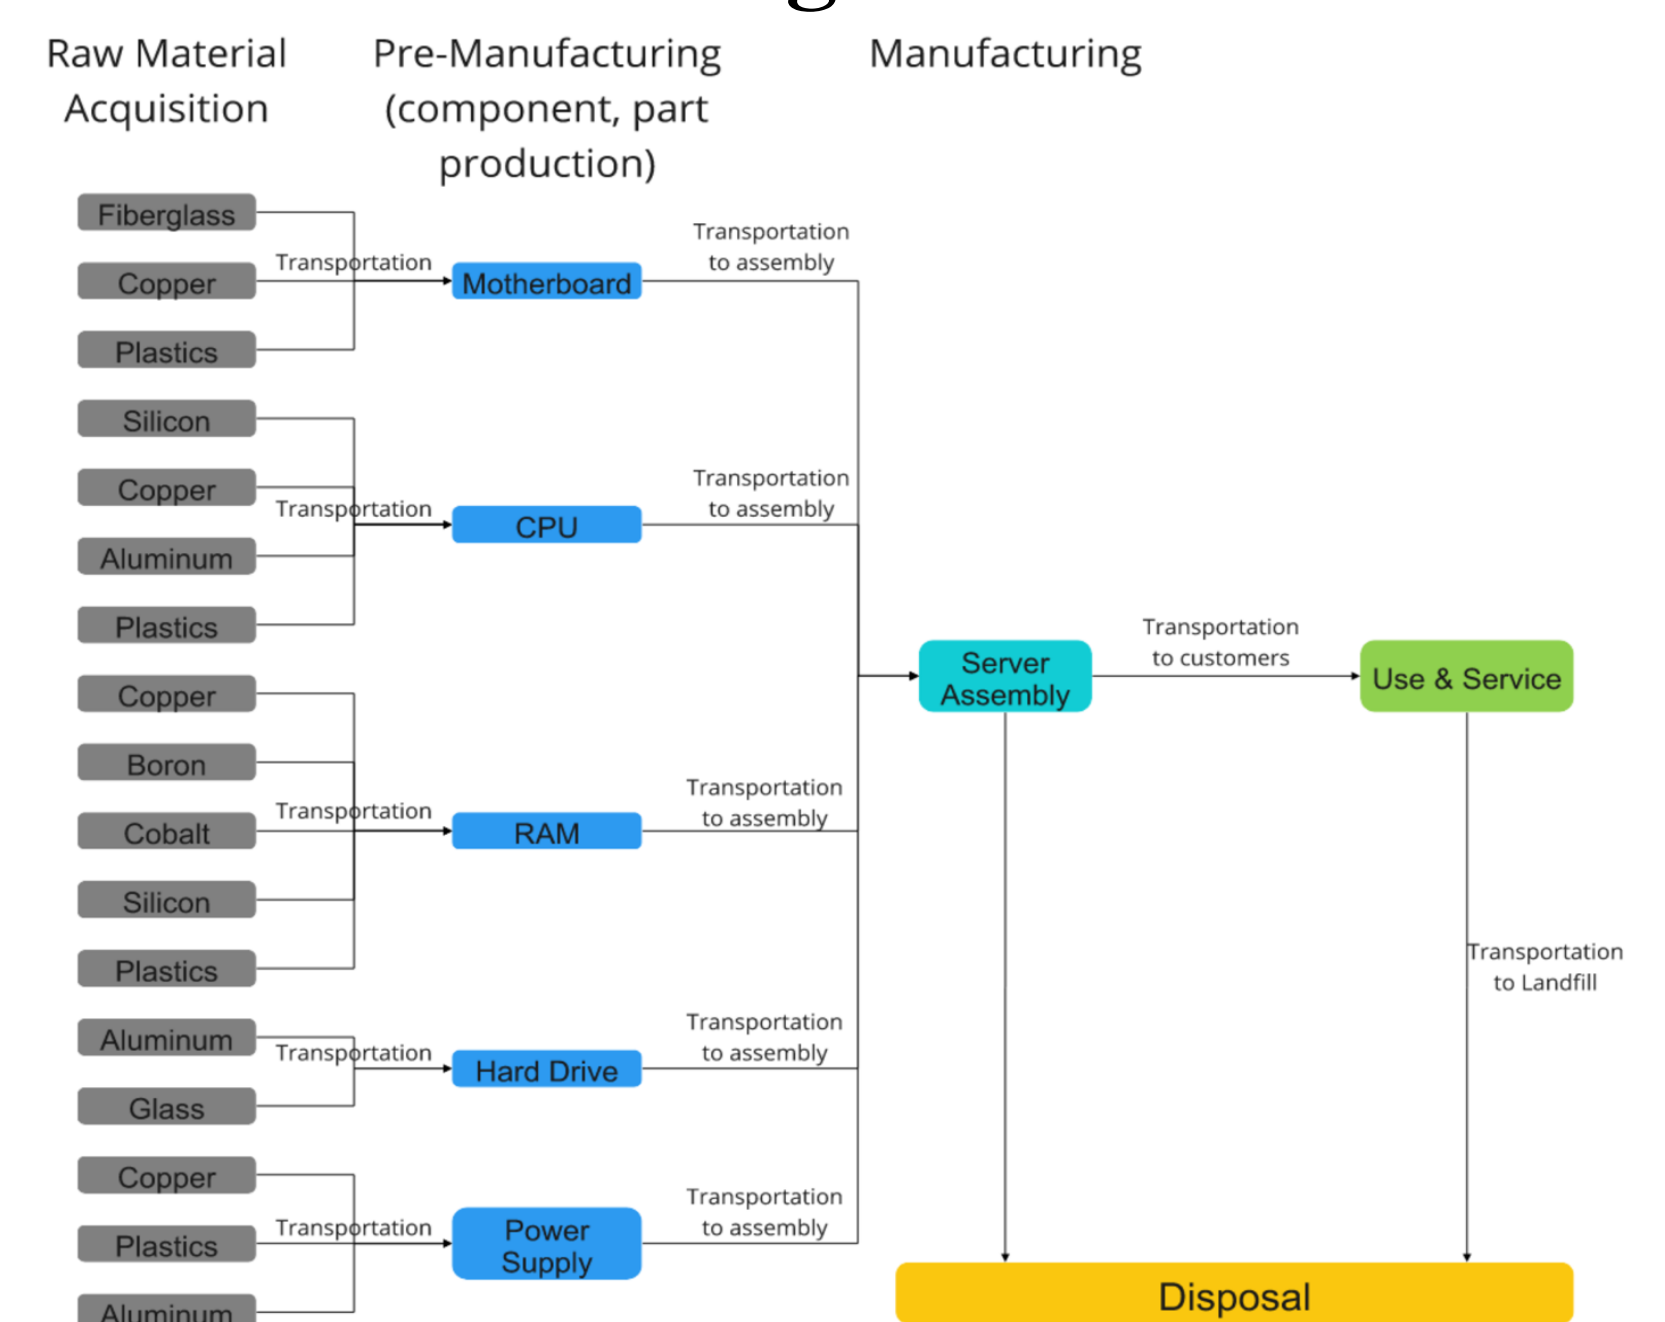 Raw Material
Acquisition
Pre-Manufacturing
(component, part
production)
Manufacturing
Fiberglass
Copper
Plastics
Transportation
Motherboard
Transportation
to assembly
Silicon
Copper
Aluminum
Plastics
Transportation
CPU
Transportation
to assembly
Copper
Boron
Cobalt
Silicon
Plastics
Transportation
RAM
Transportation
to assembly
Aluminum
Glass
Transportation
Hard Drive
Transportation
to assembly
Copper
Plastics
Aluminum
Transportation
Power
Supply
Transportation
to assembly
Server
Assembly
Transportation
to customers
Use & Service
Transportation
to Landfill
Disposal